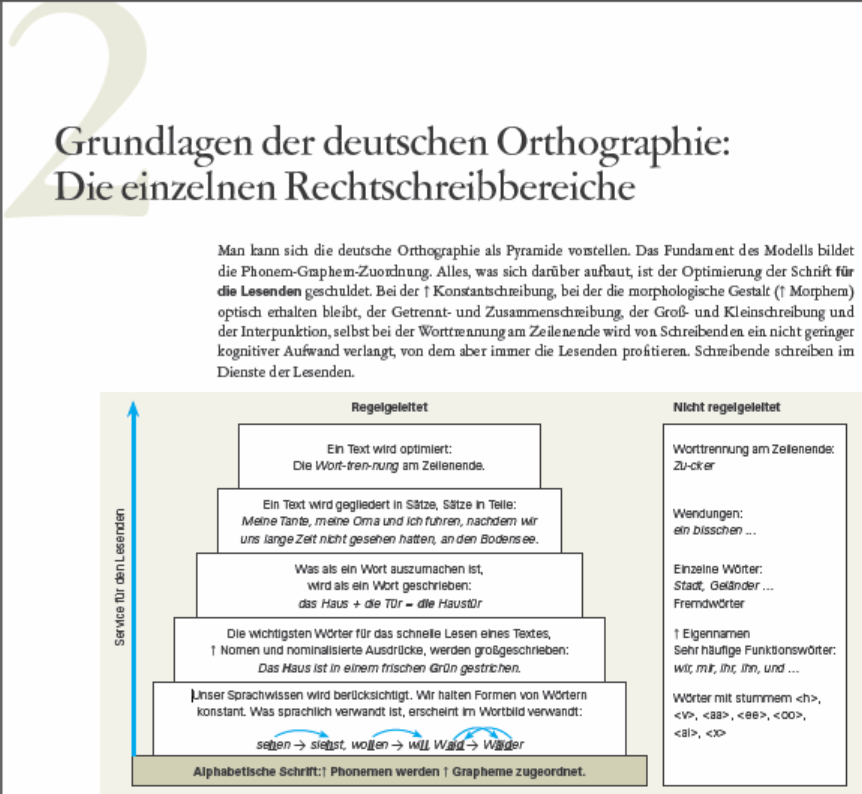 2
Grundlagen der deutschen Orthographie:
Die einzelnen Rechtschreibbereiche
Man kann sich die deutsche Orthographie als Pyramide vorstellen. Das Fundament des Modells bildet
die Phonem-Graphem-Zuordnung. Alles, was sich darüber aufbaut, ist der Optimierung der Schrift für
die Lesenden geschuldet. Bei der ↑ Konstantschreibung, bei der die morphologische Gestalt (↑ Morphem)
optisch erhalten bleibt, der Getrennt- und Zusammenschreibung, der Groß- und Kleinschreibung und
der Interpunktion, selbst bei der Worttrennung am Zeilenende wird von Schreibenden ein nicht geringer
kognitiver Aufwand verlangt, von dem aber immer die Lesenden profitieren. Schreibende schreiben im
Dienste der Lesenden.
Service für den Lesenden
Regelgeleitet
Ein Text wird optimiert:
Die Wort-tren-nung am Zeilenende.
Ein Text wird gegliedert in Sätze, Sätze in Teile:
Meine Tante, meine Oma und ich fuhren, nachdem wir
uns lange Zeit nicht gesehen hatten, an den Bodensee.
Was als ein Wort auszumachen ist,
wird als ein Wort geschrieben:
das Haus + die Tür = die Haustür
Die wichtigsten Wörter für das schnelle Lesen eines Textes,
↑ Nomen und nominalisierte Ausdrücke, werden großgeschrieben:
Das Haus ist in einem frischen Grün gestrichen.
Unser Sprachwissen wird berücksichtigt. Wir halten Formen von Wörtern
konstant. Was sprachlich verwandt ist, erscheint im Wortbild verwandt:
sehen → siehst, wollen → will, Wald → Wälder
Alphabetische Schrift:↑ Phonemen werden ↑ Grapheme zugeordnet.
Nicht regelgeleitet
Worttrennung am Zeilenende:
Zu-cker
Wendungen:
ein bisschen ...
Einzelne Wörter:
Stadt, Geländer ...
Fremdwörter
↑ Eigennamen
Sehr häufige Funktionswörter:
wir, mir, ihr, ihn, und ...
Wörter mit stummem <h>,
<v>, <aa>, <ee>, <oo>,
<ai>, <x>